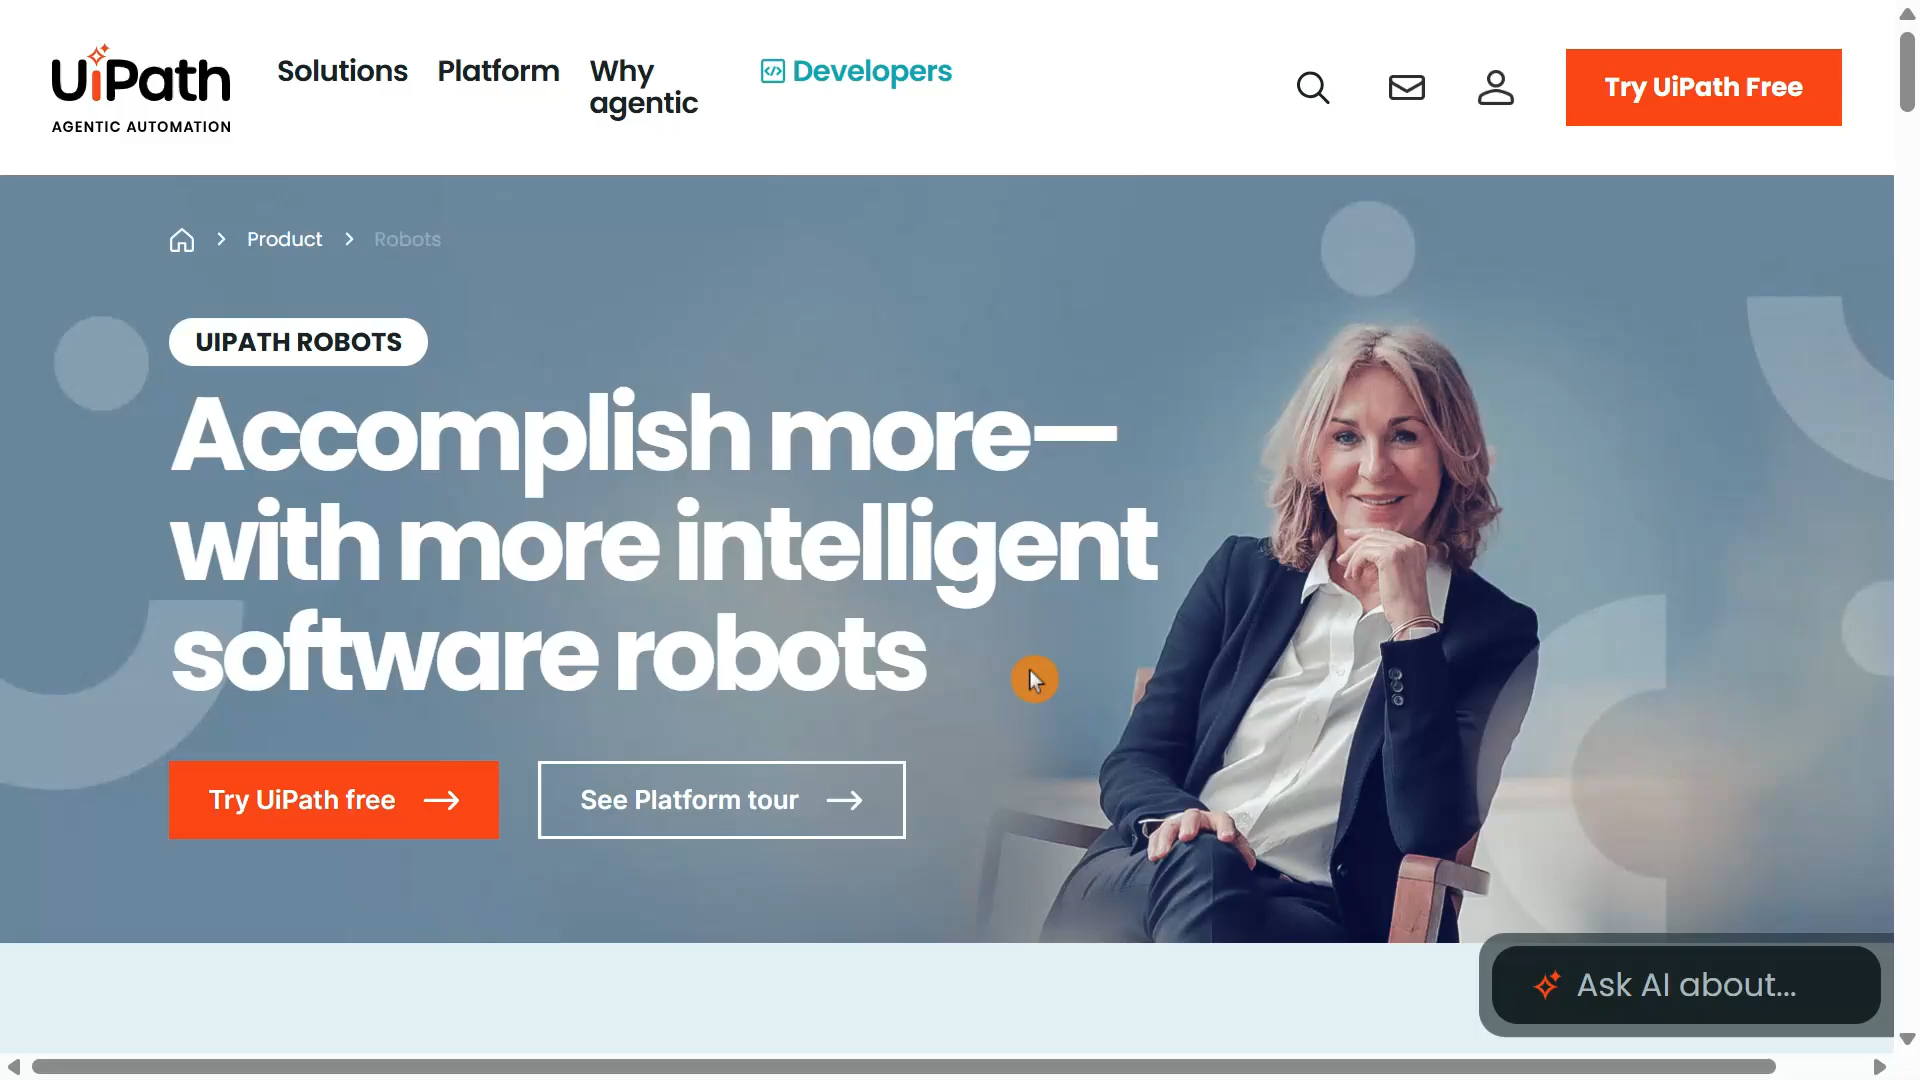 UiPath
AGENTIC AUTOMATION
Solutions
Platform
Why
agentic
Developers
Try UiPath Free
Product
Robots
UIPATH ROBOTS
Accomplish more—
with more intelligent
software robots
Try UiPath free
See Platform tour
Ask AI about...